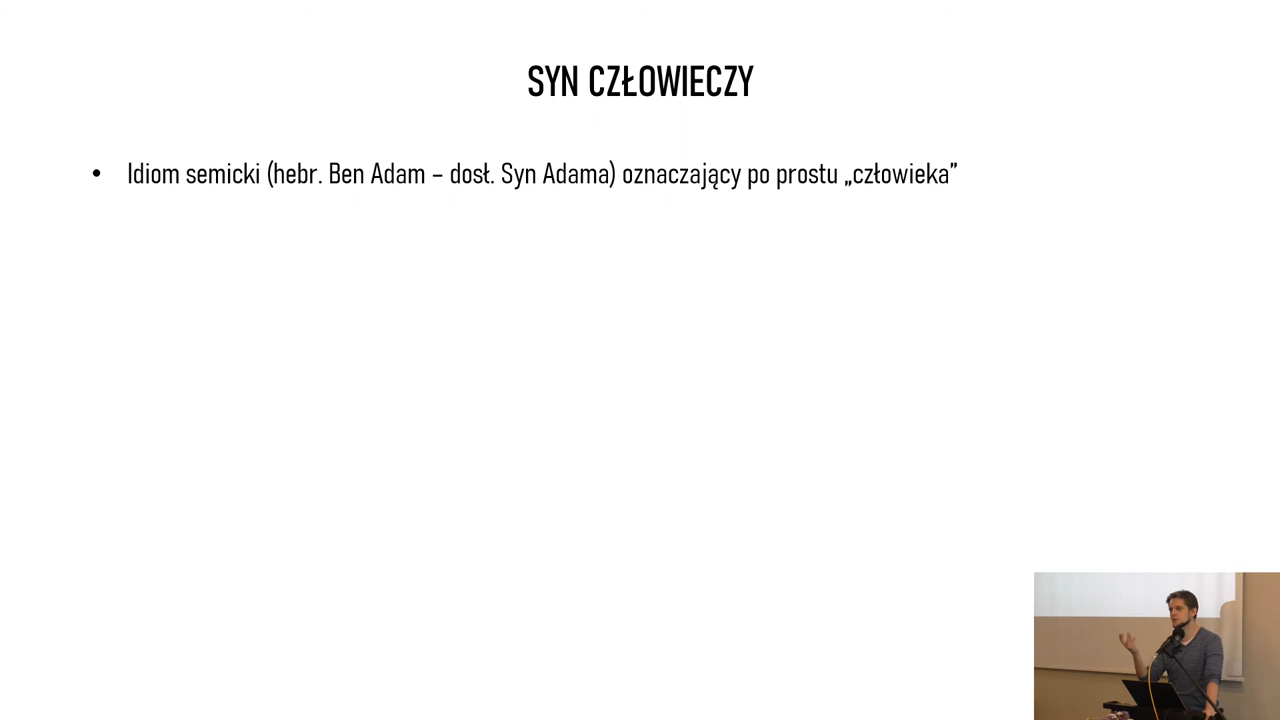 SYN CZŁOWIECZY
• Idiom semicki (hebr. Ben Adam – dosł. Syn Adama) oznaczający po prostu „człowieka”